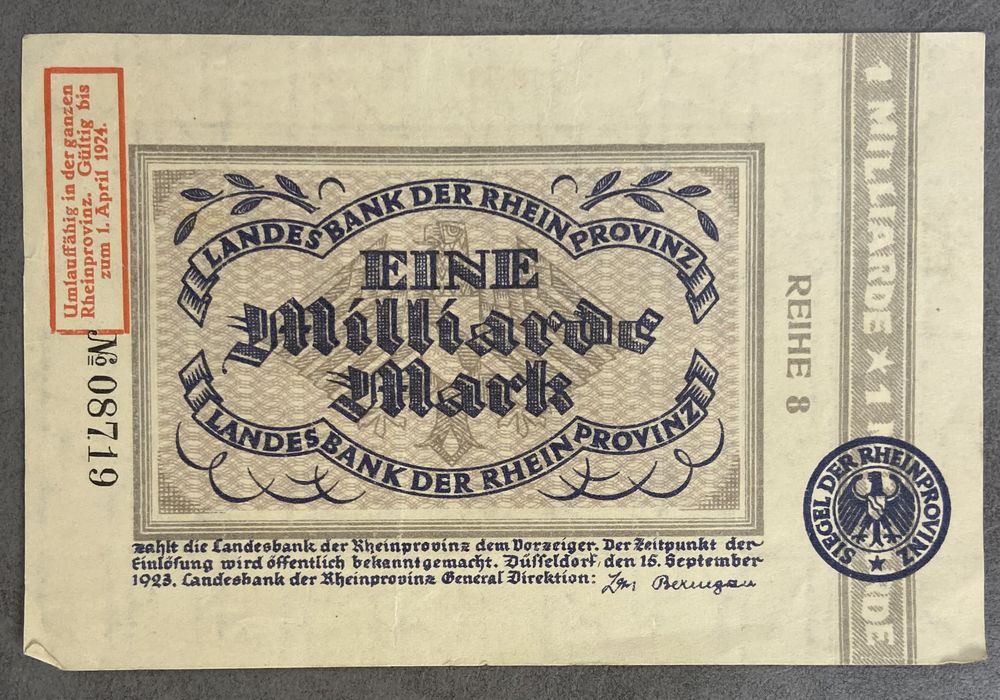 Umlauffähig in der ganzen
Rheinprovinz. Gültig bis
zum 1. April 1924.
No 08719
LANDESBANK DER RHEINPROVINZ
EINE
Milliarde
Mark
LANDESBANK DER RHEINPROVINZ
zahlt die Landesbank der Rheinprovinz dem Vorzeiger. Der Zeitpunkt der
Einlösung wird öffentlich bekanntgemacht. Düsseldorf, den 15. September
1923. Landesbank der Rheinprovinz General Direktion:
REIHE 8
1 MILLIARDE ★ 1
SIEGEL DER RHEINPROVINZ